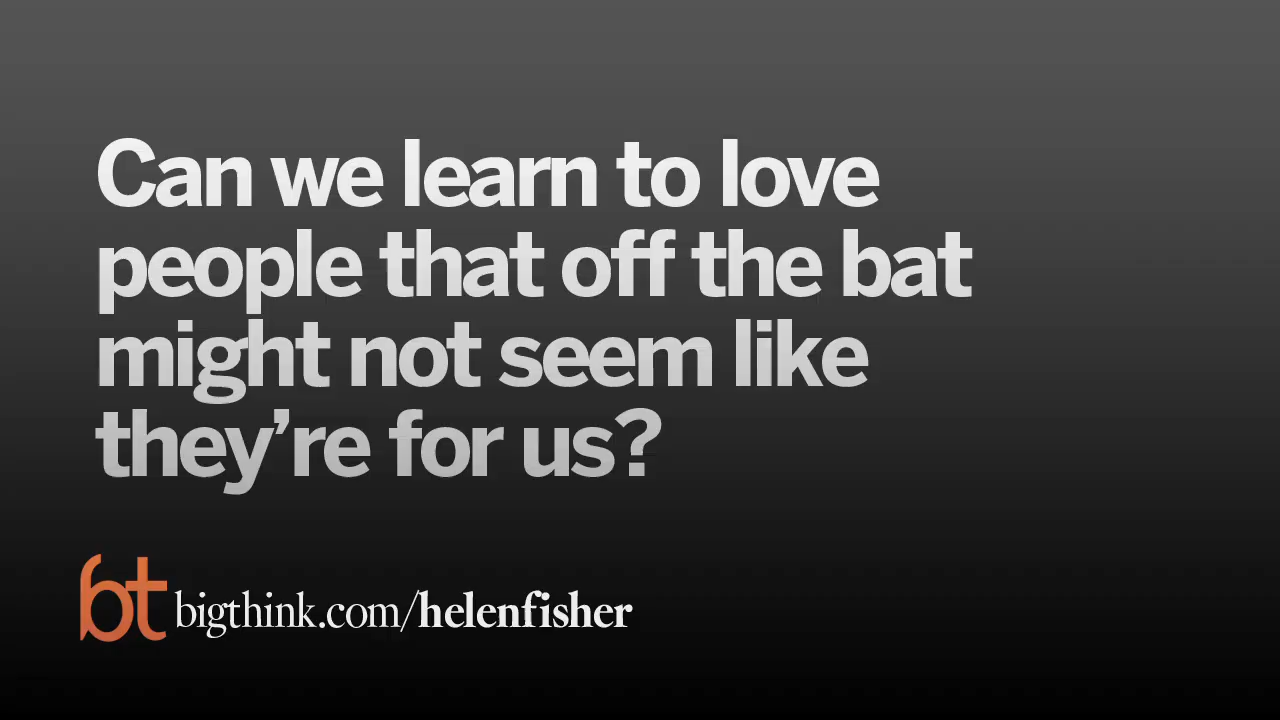 Can we learn to love
people that off the bat
might not seem like
they’re for us?
bt bigthink.com/helenfisher